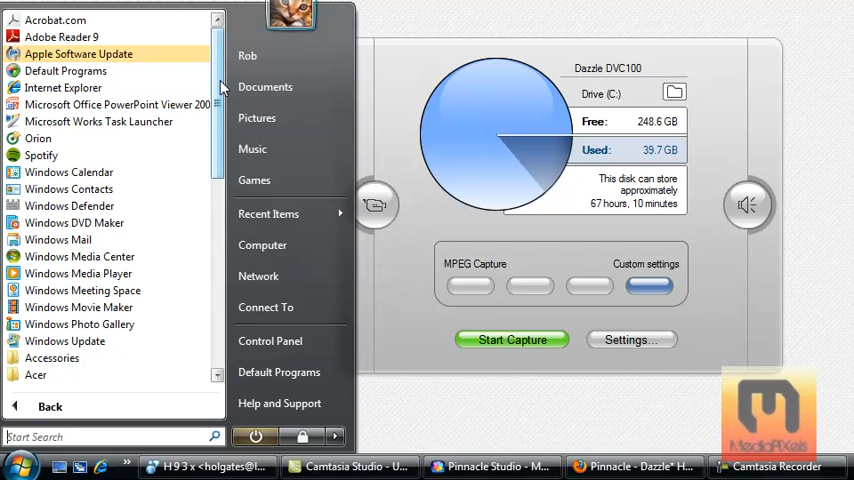 Acrobat.com
Adobe Reader 9
Apple Software Update
Default Programs
Internet Explorer
Microsoft Office PowerPoint Viewer 200
Microsoft Works Task Launcher
Orion
Spotify
Windows Calendar
Windows Contacts
Windows Defender
Windows DVD Maker
Windows Mail
Windows Media Center
Windows Media Player
Windows Meeting Space
Windows Movie Maker
Windows Photo Gallery
Windows Update
Accessories
Acer
Back
Start Search
Rob
Documents
Pictures
Music
Games
Recent Items
Computer
Network
Connect To
Control Panel
Default Programs
Help and Support
Dazzle DVC100
Drive (C:)
Free: 248.6 GB
Used: 39.7 GB
This disk can store
approximately
67 hours, 10 minutes
MPEG Capture
Custom settings
Start Capture
Settings...
MediaPixels
H 9 3 x <holgates@l...
Camtasia Studio - U...
Pinnacle Studio - M...
Pinnacle - Dazzle* H...
Camtasia Recorder